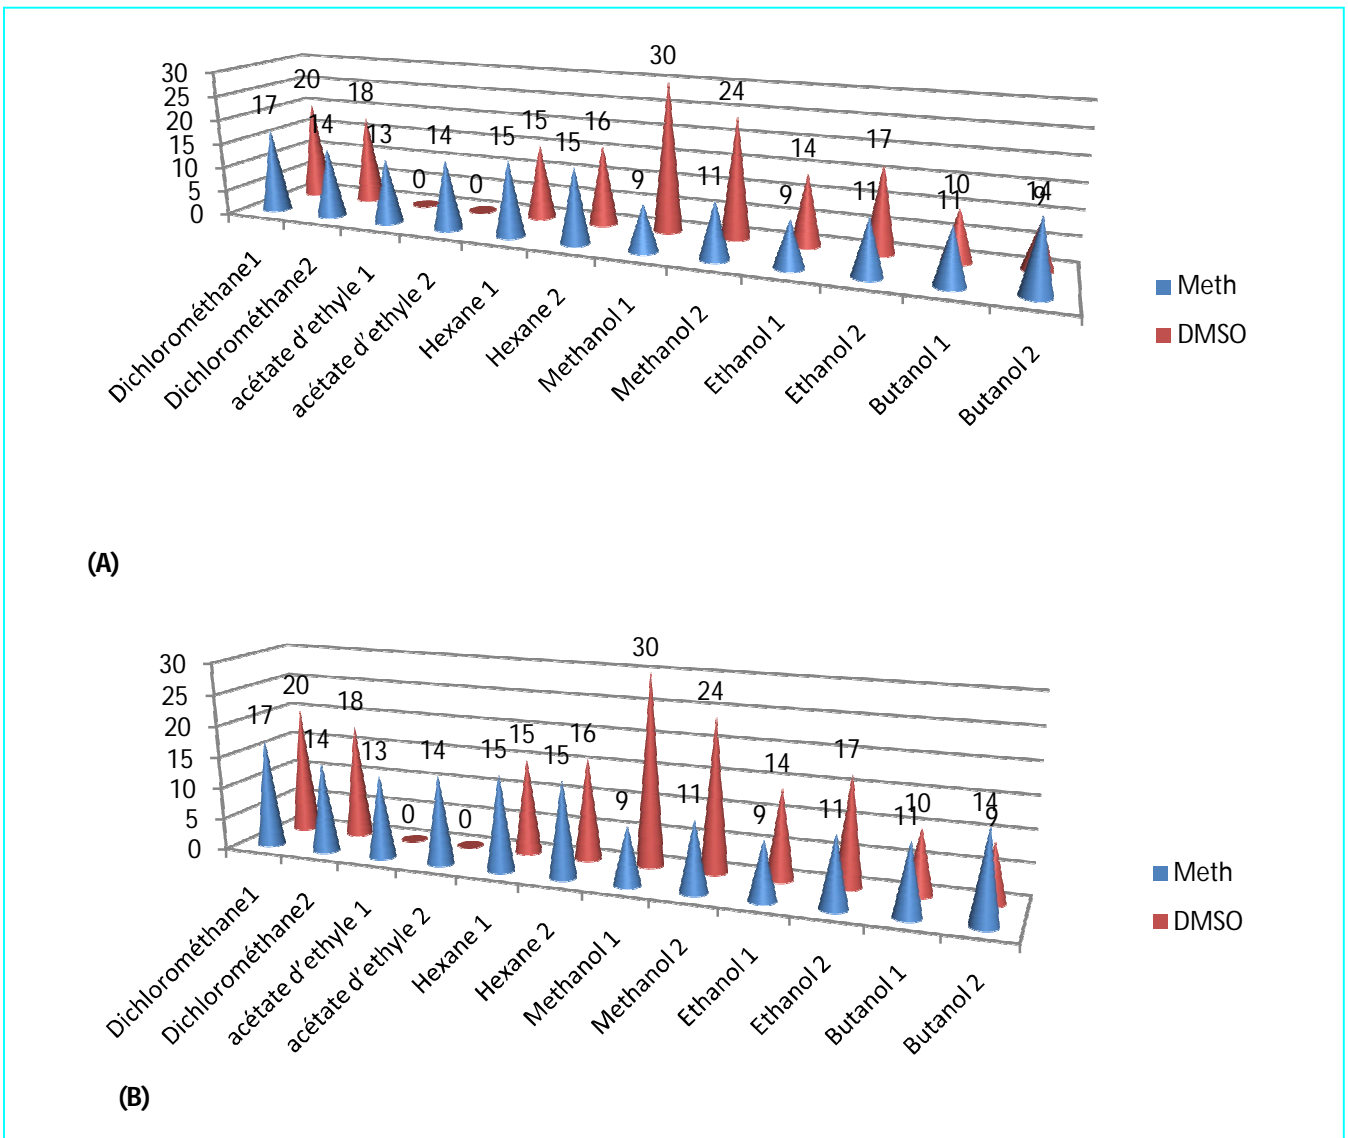 30
25
20
15
10
5
0
17
20
14
18
13
0
14
0
15
15
15
16
9
30
11
24
9
14
11
17
11
10
14
9
Dichlorométhane1
Dichlorométhane2
acétate d'ethyle 1
acétate d'ethyle 2
Hexane 1
Hexane 2
Methanol 1
Methanol 2
Ethanol 1
Ethanol 2
Butanol 1
Butanol 2
Meth
DMSO
(A)
30
25
20
15
10
5
0
17
20
14
18
13
0
14
0
15
15
15
16
9
30
11
24
9
14
11
17
11
10
14
9
Dichlorométhane1
Dichlorométhane2
acétate d'ethyle 1
acétate d'ethyle 2
Hexane 1
Hexane 2
Methanol 1
Methanol 2
Ethanol 1
Ethanol 2
Butanol 1
Butanol 2
Meth
DMSO
(B)